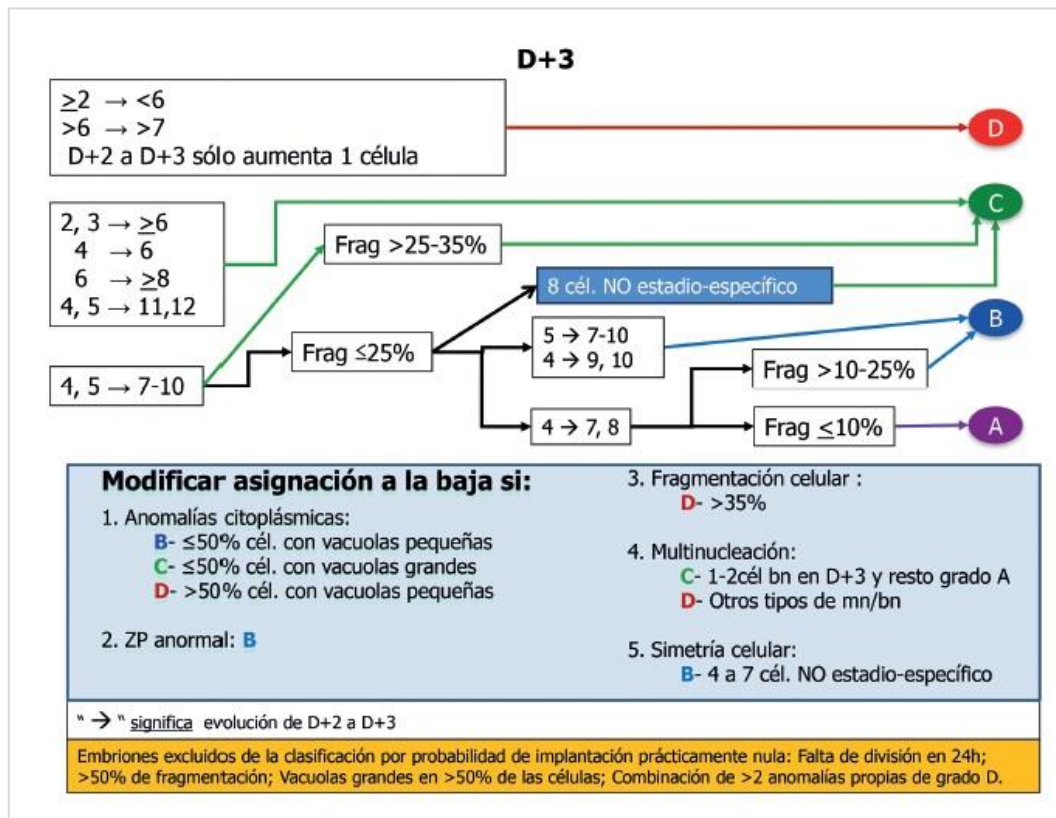 D+3
≥2 → <6
>6 → >7
D+2 a D+3 sólo aumenta 1 célula
D
2, 3 → ≥6
4 → 6
6 → ≥8
4, 5 → 11,12
C
Frag >25-35%
8 cél. NO estadio-específico
B
4, 5 → 7-10
Frag ≤25%
5 → 7-10
4 → 9, 10
Frag >10-25%
4 → 7, 8
Frag ≤10%
A
Modificar asignación a la baja si:
1. Anomalías citoplásmicas:
B- ≤50% cél. con vacuolas pequeñas
C- ≤50% cél. con vacuolas grandes
D- >50% cél. con vacuolas pequeñas
2. ZP anormal: B
3. Fragmentación celular :
D- >35%
4. Multinucleación:
C- 1-2cél bn en D+3 y resto grado A
D- Otros tipos de mn/bn
5. Simetría celular:
B- 4 a 7 cél. NO estadio-específico
“ → “ significa evolución de D+2 a D+3
Embriones excluidos de la clasificación por probabilidad de implantación prácticamente nula: Falta de división en 24h;
>50% de fragmentación; Vacuolas grandes en >50% de las células; Combinación de >2 anomalías propias de grado D.